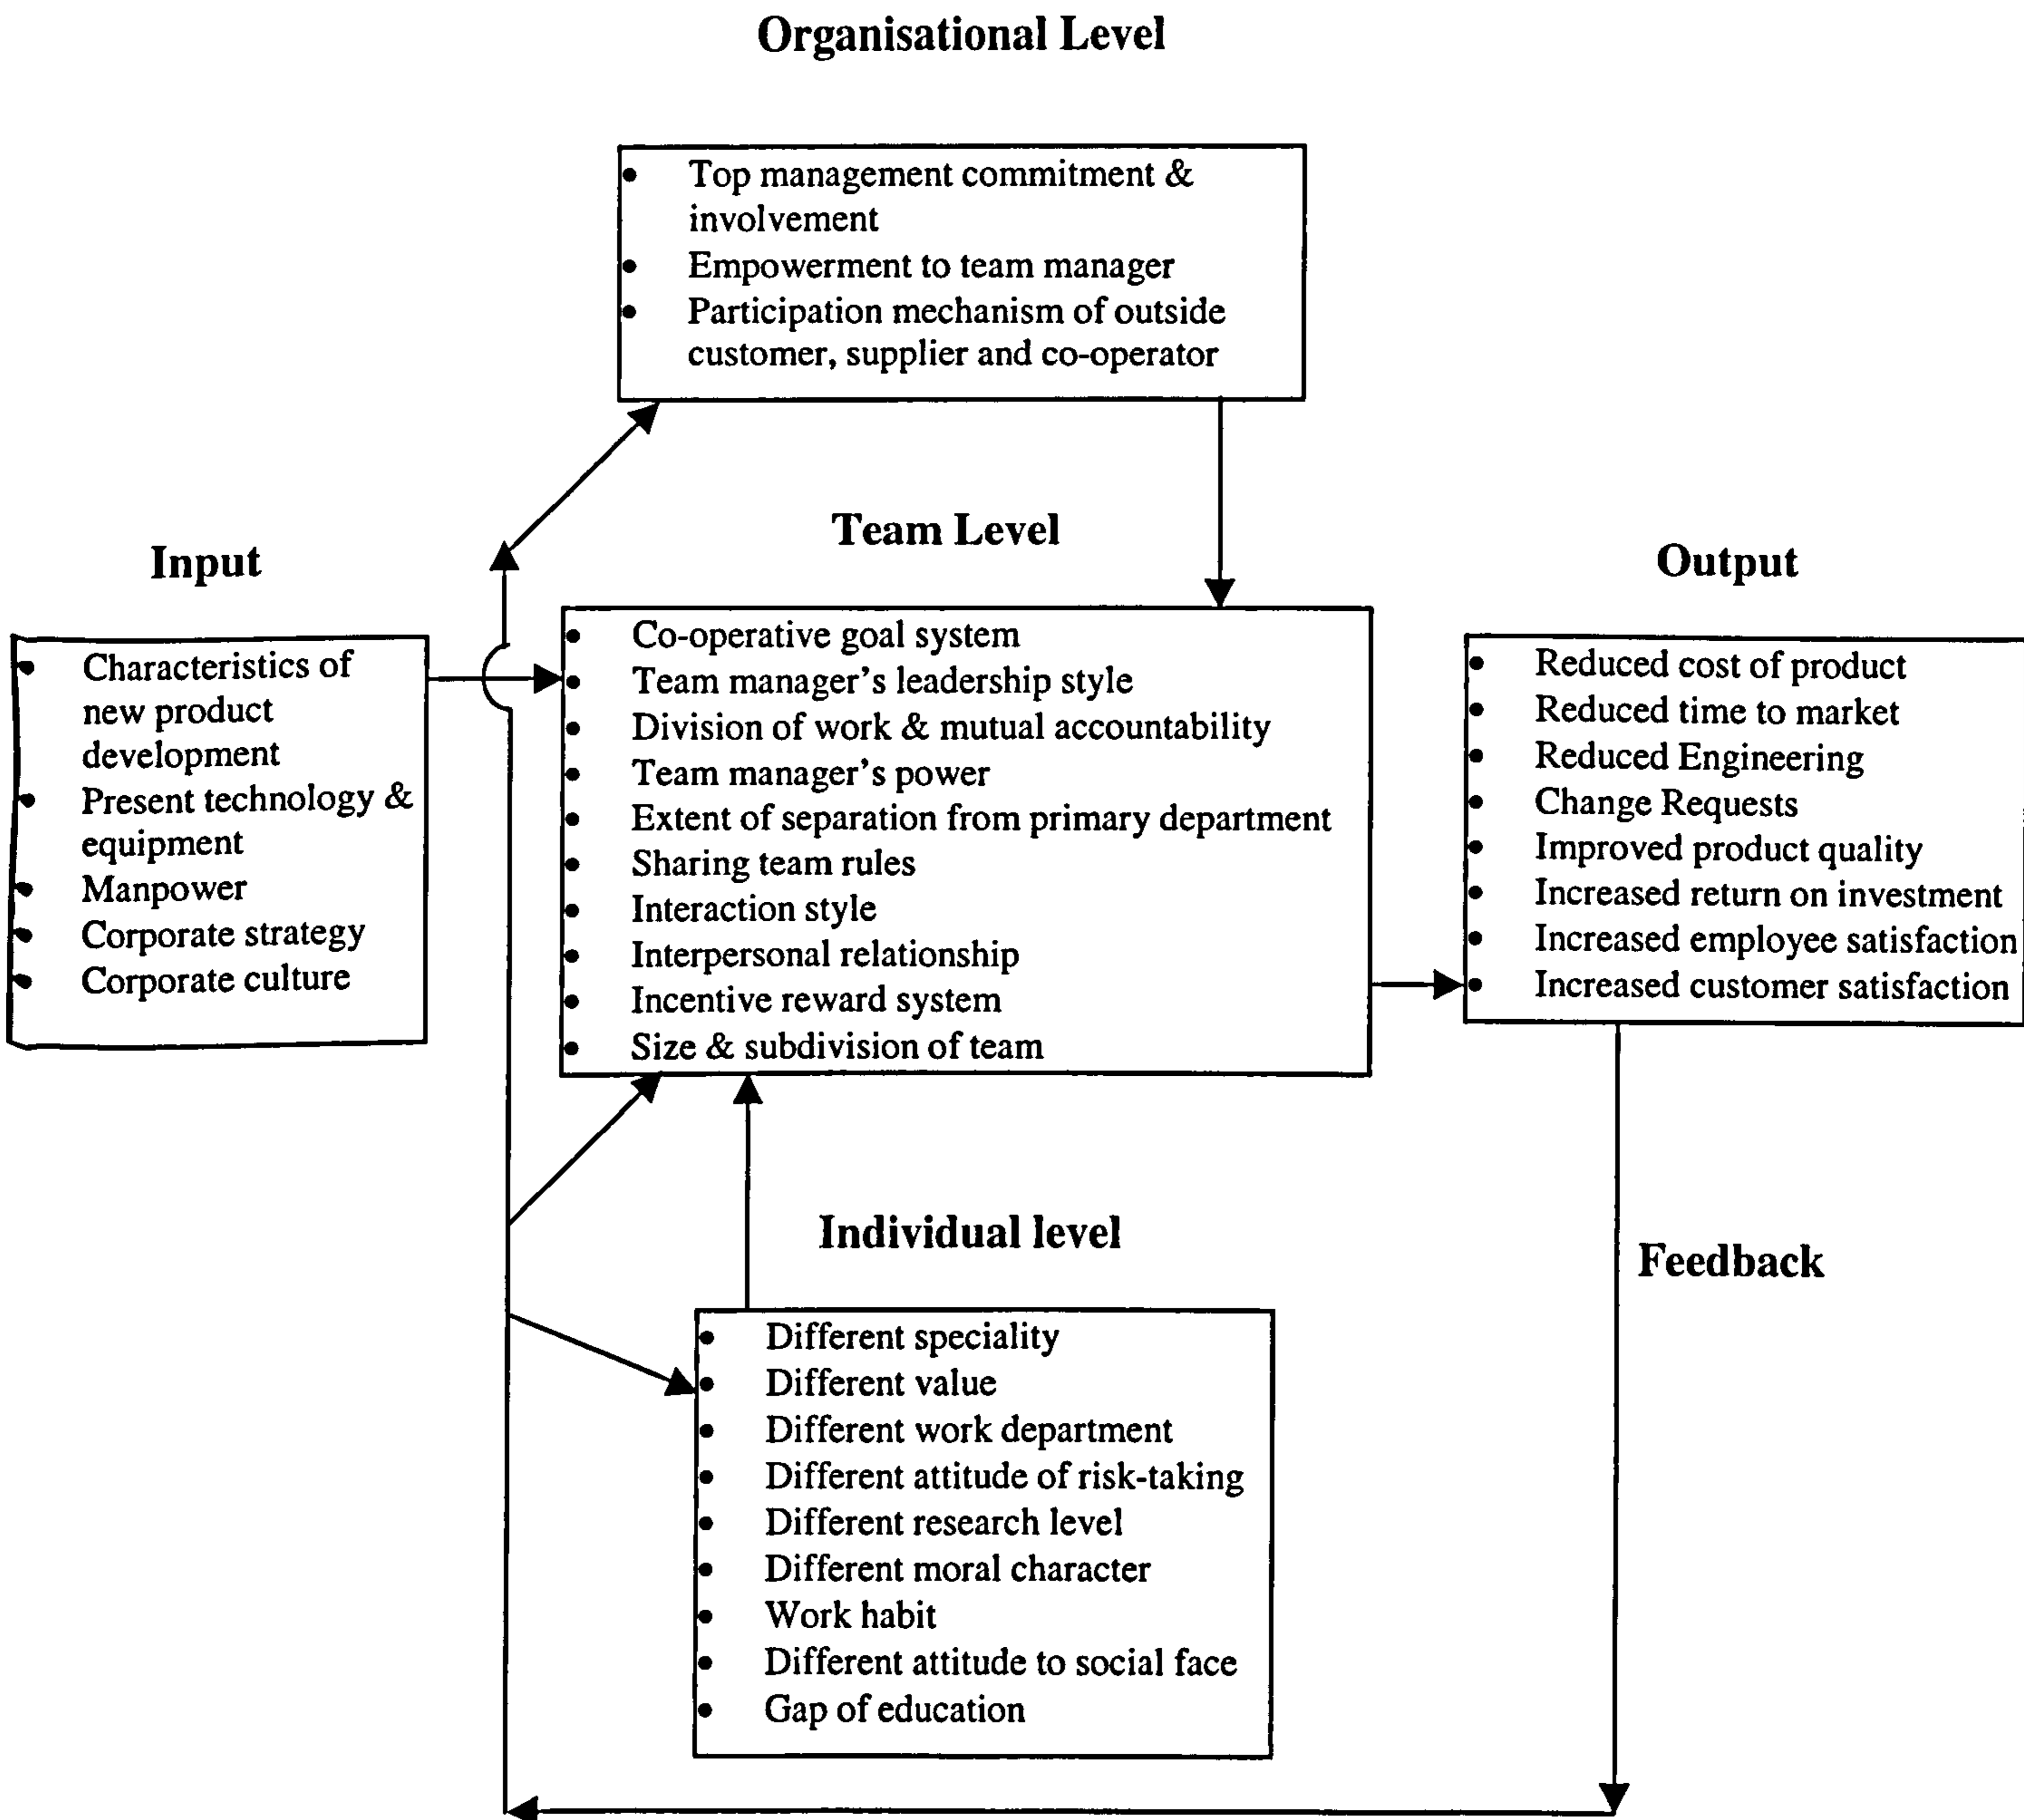 Organisational Level
• Top management commitment &
involvement
• Empowerment to team manager
• Participation mechanism of outside
customer, supplier and co-operator
Team Level
Input
Output
• Characteristics of
new product
development
• Present technology &
equipment
• Manpower
• Corporate strategy
• Corporate culture
• Co-operative goal system
• Team manager's leadership style
• Division of work & mutual accountability
• Team manager's power
• Extent of separation from primary department
• Sharing team rules
• Interaction style
• Interpersonal relationship
• Incentive reward system
• Size & subdivision of team
• Reduced cost of product
• Reduced time to market
• Reduced Engineering
• Change Requests
• Improved product quality
• Increased return on investment
• Increased employee satisfaction
• Increased customer satisfaction
Individual level
Feedback
• Different speciality
• Different value
• Different work department
• Different attitude of risk-taking
• Different research level
• Different moral character
• Work habit
• Different attitude to social face
• Gap of education